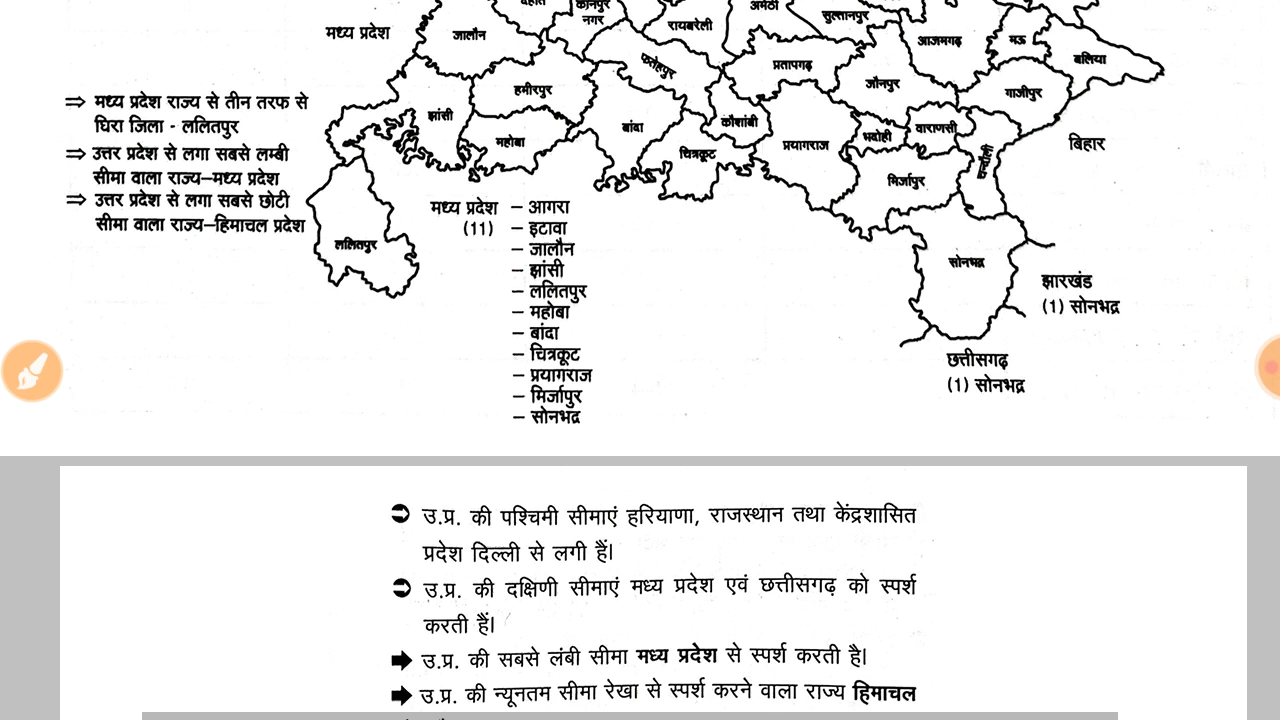 कानपुर
नगर
अमेठी
रायबरेली
सुल्तानपुर
मध्य प्रदेश
जालौन
आजमगढ़
मऊ
बलिया
फतेहपुर
प्रतापगढ़
जौनपुर
गाजीपुर
हमीरपुर
झांसी
महोबा
बांदा
कौशांबी
चित्रकूट
प्रयागराज
भदोही
वाराणसी
चन्दौली
मिर्जापुर
बिहार
⇒ मध्य प्रदेश राज्य से तीन तरफ से
घिरा जिला - ललितपुर
⇒ उत्तर प्रदेश से लगा सबसे लम्बी
सीमा वाला राज्य–मध्य प्रदेश
⇒ उत्तर प्रदेश से लगा सबसे छोटी
सीमा वाला राज्य–हिमाचल प्रदेश
ललितपुर
मध्य प्रदेश – आगरा
(11) – इटावा
– जालौन
– झांसी
– ललितपुर
– महोबा
– बांदा
– चित्रकूट
– प्रयागराज
– मिर्जापुर
– सोनभद्र
सोनभद्र
झारखंड
(1) सोनभद्र
छत्तीसगढ़
(1) सोनभद्र
➲ उ.प्र. की पश्चिमी सीमाएं हरियाणा, राजस्थान तथा केंद्रशासित
प्रदेश दिल्ली से लगी हैं।
➲ उ.प्र. की दक्षिणी सीमाएं मध्य प्रदेश एवं छत्तीसगढ़ को स्पर्श
करती हैं।
➡ उ.प्र. की सबसे लंबी सीमा मध्य प्रदेश से स्पर्श करती है।
➡ उ.प्र. की न्यूनतम सीमा रेखा से स्पर्श करने वाला राज्य हिमाचल